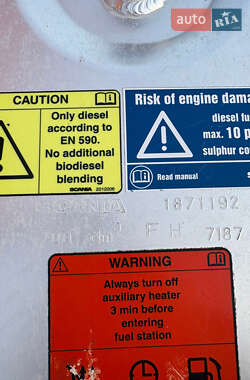 auto
RIA
CAUTION
Only diesel
according to
EN 590.
No additional
biodiesel
blending
SCANIA 2212006
Risk of engine dama
diesel fu
max. 10 p
sulphur co
Read manual
S
SCANIA 1871192
F H 7187
WARNING
Always turn off
auxiliary heater
3 min before
entering
fuel station